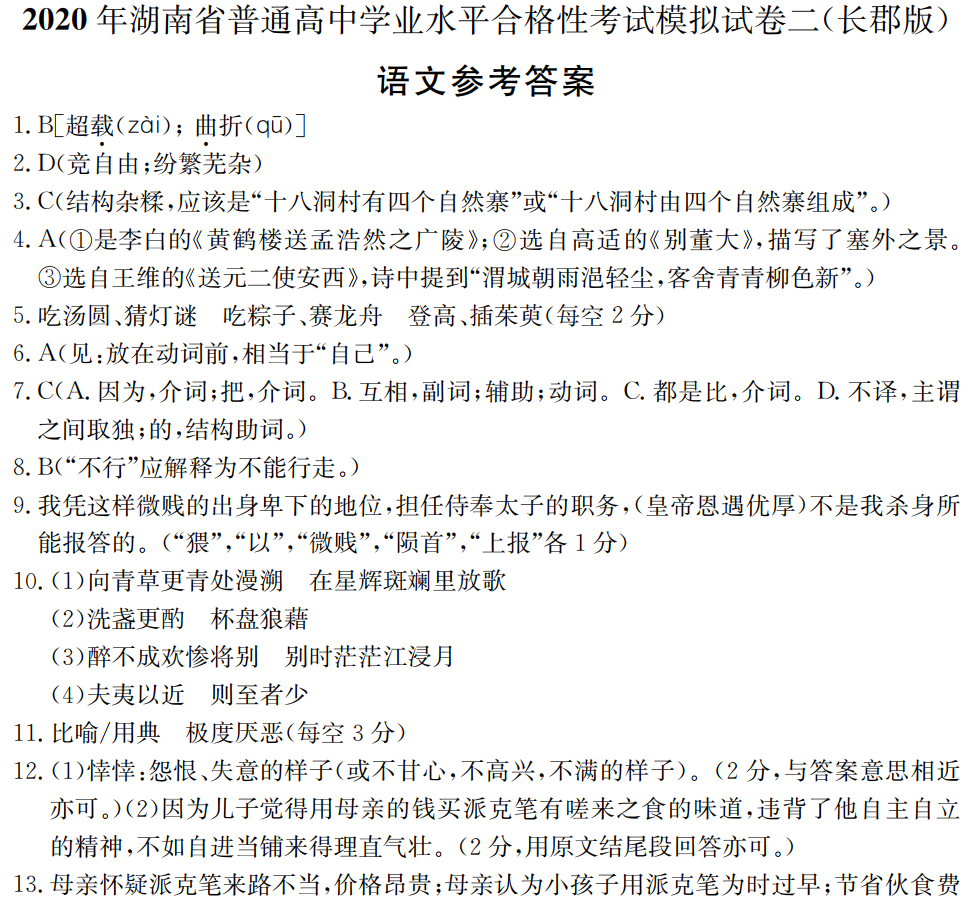 2020 年湖南省普通高中学业水平合格性考试模拟试卷二(长郡版)
语文参考答案
1. B[超载(zài); 曲折(qū)]
2. D(竞自由;纷繁芜杂)
3. C(结构杂糅,应该是“十八洞村有四个自然寨”或“十八洞村由四个自然寨组成”。)
4. A(①是李白的《黄鹤楼送孟浩然之广陵》;②选自高适的《别董大》,描写了塞外之景。
③选自王维的《送元二使安西》,诗中提到“渭城朝雨浥轻尘,客舍青青柳色新”。)
5. 吃汤圆、猜灯谜 吃粽子、赛龙舟 登高、插茱萸(每空 2 分)
6. A(见:放在动词前,相当于“自己”。)
7. C(A. 因为,介词;把,介词。B. 互相,副词;辅助;动词。C. 都是比,介词。D. 不译,主谓
之间取独;的,结构助词。)
8. B(“不行”应解释为不能行走。)
9. 我凭这样微贱的出身卑下的地位,担任侍奉太子的职务,(皇帝恩遇优厚)不是我杀身所
能报答的。(“猥”,“以”,“微贱”,“陨首”,“上报”各 1 分)
10. (1)向青草更青处漫溯 在星辉斑斓里放歌
(2)洗盏更酌 杯盘狼藉
(3)醉不成欢惨将别 别时茫茫江浸月
(4)夫夷以近 则至者少
11. 比喻/用典 极度厌恶(每空 3 分)
12. (1)悻悻:怨恨、失意的样子(或不甘心,不高兴,不满的样子)。(2 分,与答案意思相近
亦可。)(2)因为儿子觉得用母亲的钱买派克笔有嗟来之食的味道,违背了他自主自立
的精神,不如自进当铺来得理直气壮。(2 分,用原文结尾段回答亦可。)
13. 母亲怀疑派克笔来路不当,价格昂贵;母亲认为小孩子用派克笔为时过早;节省伙食费